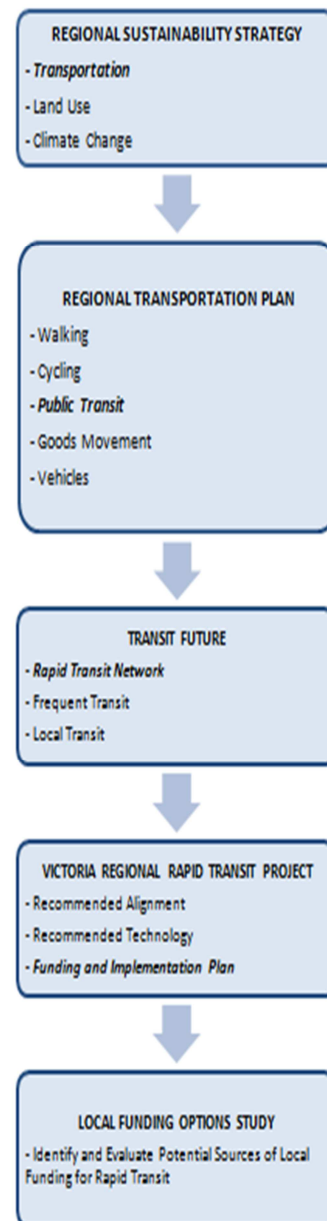 REGIONAL SUSTAINABILITY STRATEGY
- Transportation
- Land Use
- Climate Change
REGIONAL TRANSPORTATION PLAN
- Walking
- Cycling
- Public Transit
- Goods Movement
- Vehicles
TRANSIT FUTURE
- Rapid Transit Network
- Frequent Transit
- Local Transit
VICTORIA REGIONAL RAPID TRANSIT PROJECT
- Recommended Alignment
- Recommended Technology
- Funding and Implementation Plan
LOCAL FUNDING OPTIONS STUDY
- Identify and Evaluate Potential Sources of Local
Funding for Rapid Transit